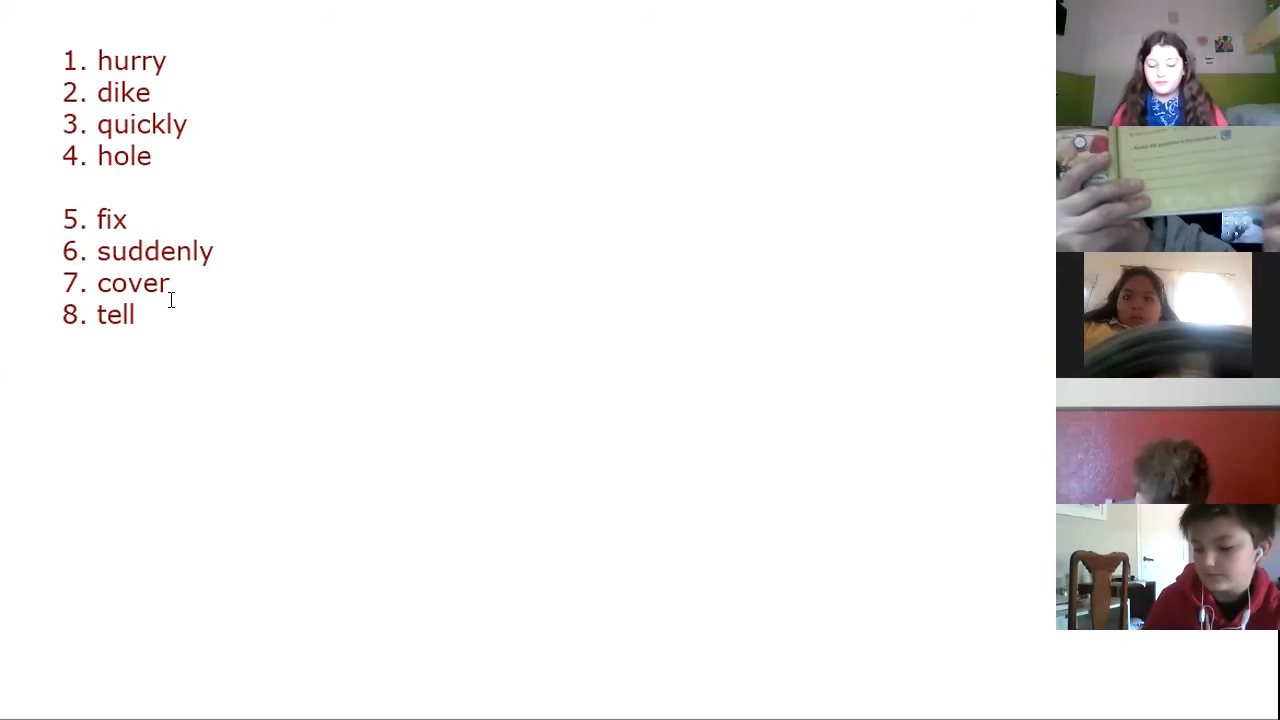 1. hurry
2. dike
3. quickly
4. hole
5. fix
6. suddenly
7. cover
8. tell